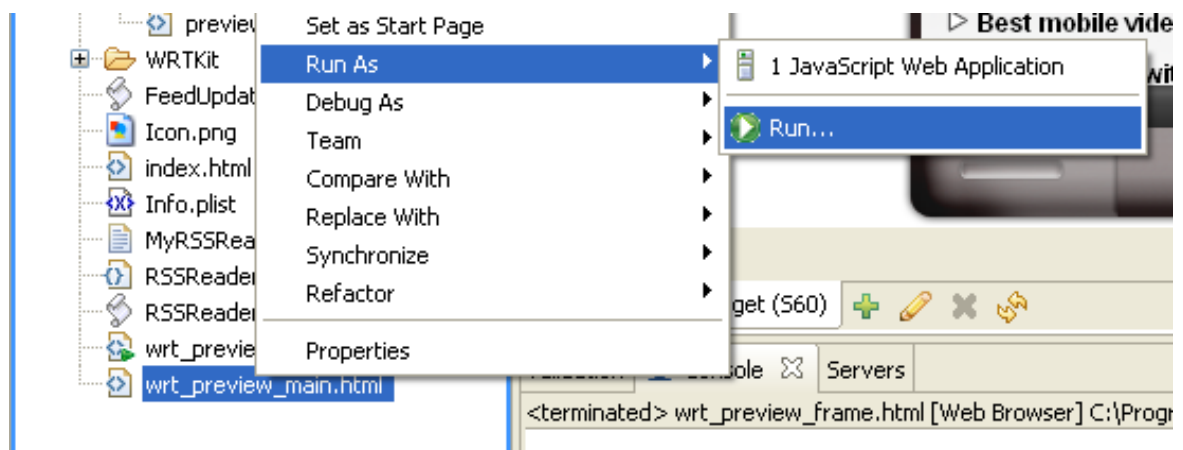 preview
Set as Start Page
▷ Best mobile vide
WRTKit
Run As
1 JavaScript Web Application
wit
FeedUpdat
Debug As
Run...
Icon.png
Team
index.html
Compare With
Info.plist
Replace With
MyRSSRea
Synchronize
RSSReader
Refactor
get (S60)
RSSReader
wrt_previe
Properties
wrt_preview_main.html
Console
Servers
<terminated> wrt_preview_frame.html [Web Browser] C:\Progr